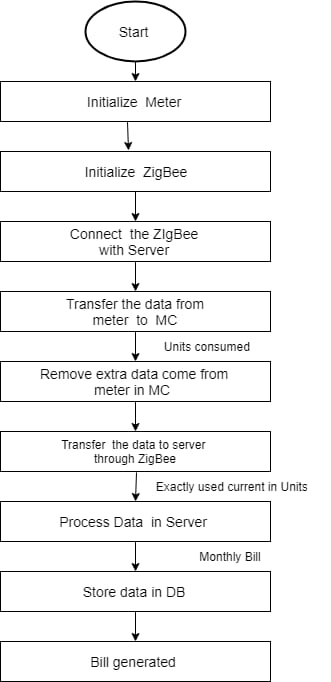 Start
Initialize Meter
Initialize ZigBee
Connect the ZIgBee
with Server
Transfer the data from
meter to MC
Units consumed
Remove extra data come from
meter in MC
Transfer the data to server
through ZigBee
Exactly used current in Units
Process Data in Server
Monthly Bill
Store data in DB
Bill generated